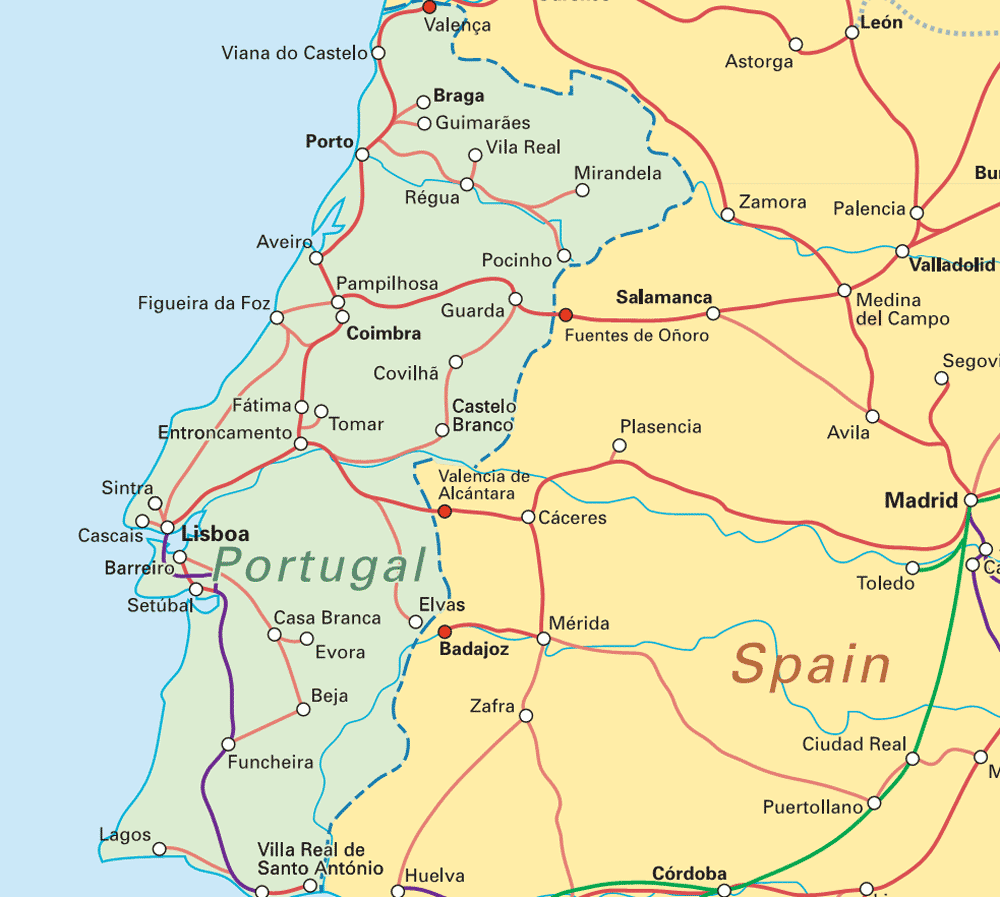 Valença
León
Viana do Castelo
Astorga
Braga
Guimarães
Porto
Vila Real
Mirandela
Régua
Zamora
Palencia
Aveiro
Pocinho
Valladolid
Pampilhosa
Figueira da Foz
Guarda
Salamanca
Medina
del Campo
Coimbra
Fuentes de Oñoro
Covilhã
Fátima
Tomar
Castelo
Branco
Entroncamento
Plasencia
Avila
Valencia de
Alcántara
Sintra
Cascais
Lisboa
Cáceres
Madrid
Barreiro
Portugal
Toledo
Setúbal
Casa Branca
Evora
Elvas
Badajoz
Mérida
Spain
Beja
Zafra
Funcheira
Ciudad Real
Puertollano
Lagos
Villa Real de
Santo António
Huelva
Córdoba